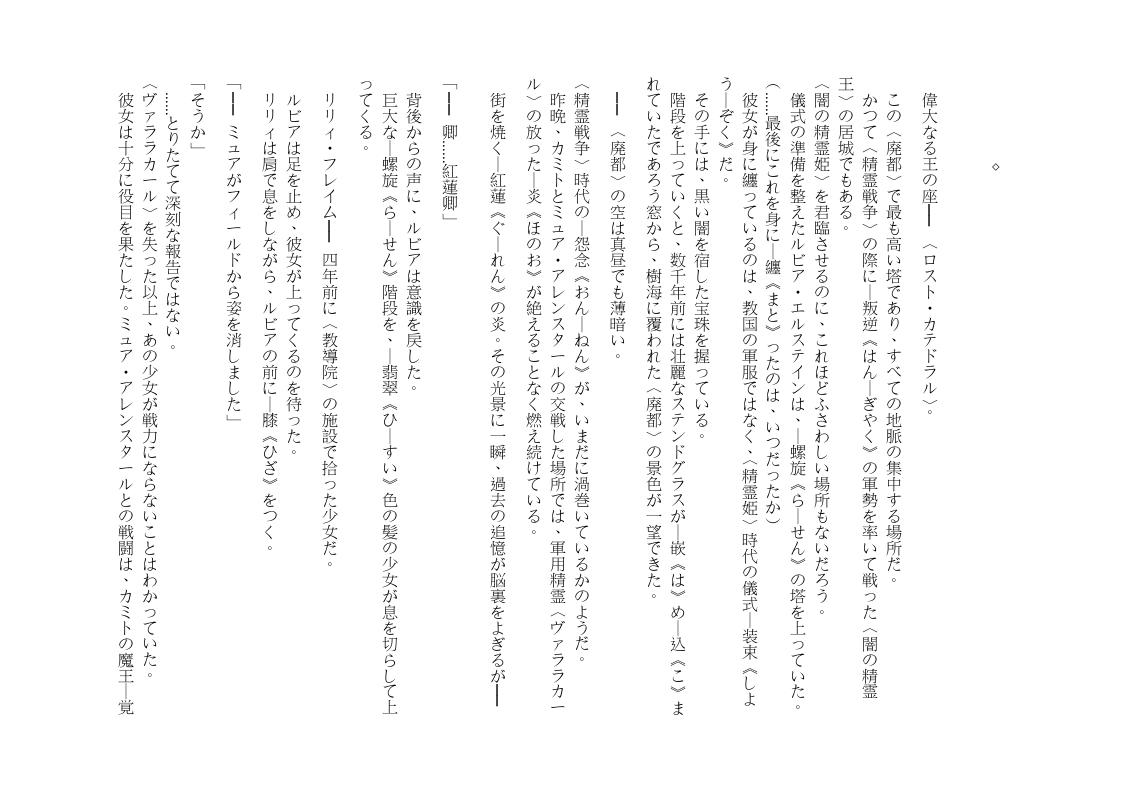 ◇
偉大なる王の座━━〈ロスト・カテドラル〉。
この〈廃都〉で最も高い塔であり、すべての地脈の集中する場所だ。
かつて〈精霊戦争〉の際に―叛逆《はん―ぎやく》の軍勢を率いて戦った〈闇の精霊
王〉の居城でもある。
〈闇の精霊姫〉を君臨させるのに、これほどふさわしい場所もないだろう。
儀式の準備を整えたルビア・エルステインは、―螺旋《ら―せん》の塔を上っていた。
（……最後にこれを身に―纏《まと》ったのは、いつだったか）
彼女が身に纏っているのは、教国の軍服ではなく、〈精霊姫〉時代の儀式―装束《しょ
う―ぞく》だ。
その手には、黒い闇を宿した宝珠を握っている。
階段を上っていくと、数千年前には壮麗なステンドグラスが―嵌《は》め―込《こ》ま
れていたであろう窓から、樹海に覆われた〈廃都〉の景色が一望できた。
━━〈廃都〉の空は真昼でも薄暗い。
〈精霊戦争〉時代の―怨念《おん―ねん》が、いまだに渦巻いているかのようだ。
昨晩、カミトとミュア・アレンスタールの交戦した場所では、軍用精霊〈ヴァララカー
ル〉の放った―炎《ほのお》が絶えることなく燃え続けている。
街を焼く―紅蓮《ぐ―れん》の炎。その光景に一瞬、過去の追憶が脳裏をよぎるが━━
「━━卿……紅蓮卿」
背後からの声に、ルビアは意識を戻した。
巨大な―螺旋《ら―せん》階段を、―翡翠《ひ―すい》色の髪の少女が息を切らして上
ってくる。
リリィ・フレイム━━四年前に〈教導院〉の施設で拾った少女だ。
ルビアは足を止め、彼女が上ってくるのを待った。
リリィは肩で息をしながら、ルビアの前に―膝《ひざ》をつく。
「━━ミュアがフィールドから姿を消しました」
「そうか」
……とりたてて深刻な報告ではない。
〈ヴァララカール〉を失った以上、あの少女が戦力にならないことはわかっていた。
彼女は十分に役目を果たした。ミュア・アレンスタールとの戦闘は、カミトの魔王―覚